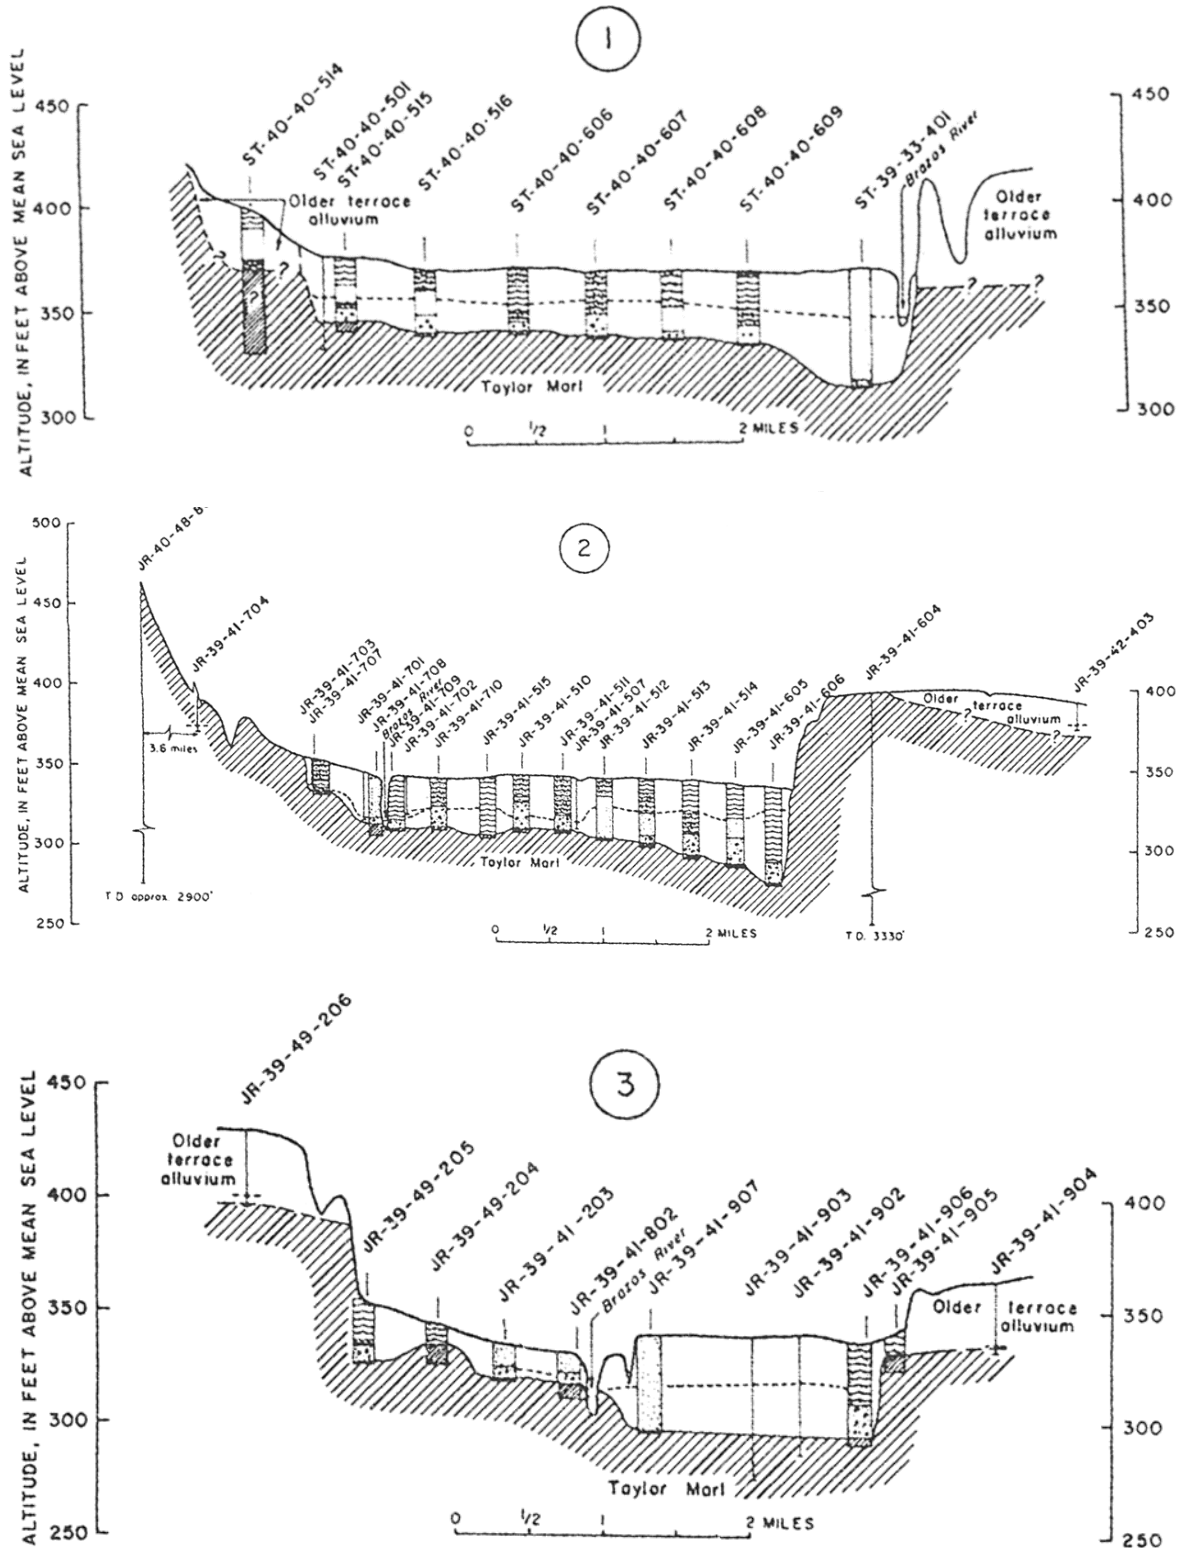 1
ALTITUDE, IN FEET ABOVE MEAN SEA LEVEL
450
400
350
300
ST-40-40-514
ST-40-40-501
ST-40-40-515
ST-40-40-516
ST-40-40-606
ST-40-40-607
ST-40-40-608
ST-40-40-609
ST-39-33-401
Brazos River
450
400
350
300
Older terrace
alluvium
Older
terrace
alluvium
?
?
?
?
?
Taylor Marl
0 1/2 1 2 MILES
2
ALTITUDE, IN FEET ABOVE MEAN SEA LEVEL
500
450
400
350
300
250
JR-40-48-8
JR-39-41-704
JR-39-41-703
JR-39-41-707
JR-39-41-701
JR-39-41-708
Brazos River
JR-39-41-709
JR-39-41-702
JR-39-41-710
JR-39-41-515
JR-39-41-510
JR-39-41-511
JR-39-41-507
JR-39-41-512
JR-39-41-513
JR-39-41-514
JR-39-41-605
JR-39-41-606
JR-39-41-604
JR-39-42-403
400
350
300
250
Older terrace
alluvium
?
?
3.6 miles
Taylor Marl
T.D. approx. 2900'
T.D. 3330'
0 1/2 1 2 MILES
3
ALTITUDE, IN FEET ABOVE MEAN SEA LEVEL
450
400
350
300
250
JR-39-49-206
JR-39-49-205
JR-39-49-204
JR-39-41-203
JR-39-41-802
Brazos River
JR-39-41-907
JR-39-41-903
JR-39-41-902
JR-39-41-906
JR-39-41-905
JR-39-41-904
400
350
300
250
Older
terrace
alluvium
Older terrace
alluvium
Taylor Marl
0 1/2 1 2 MILES